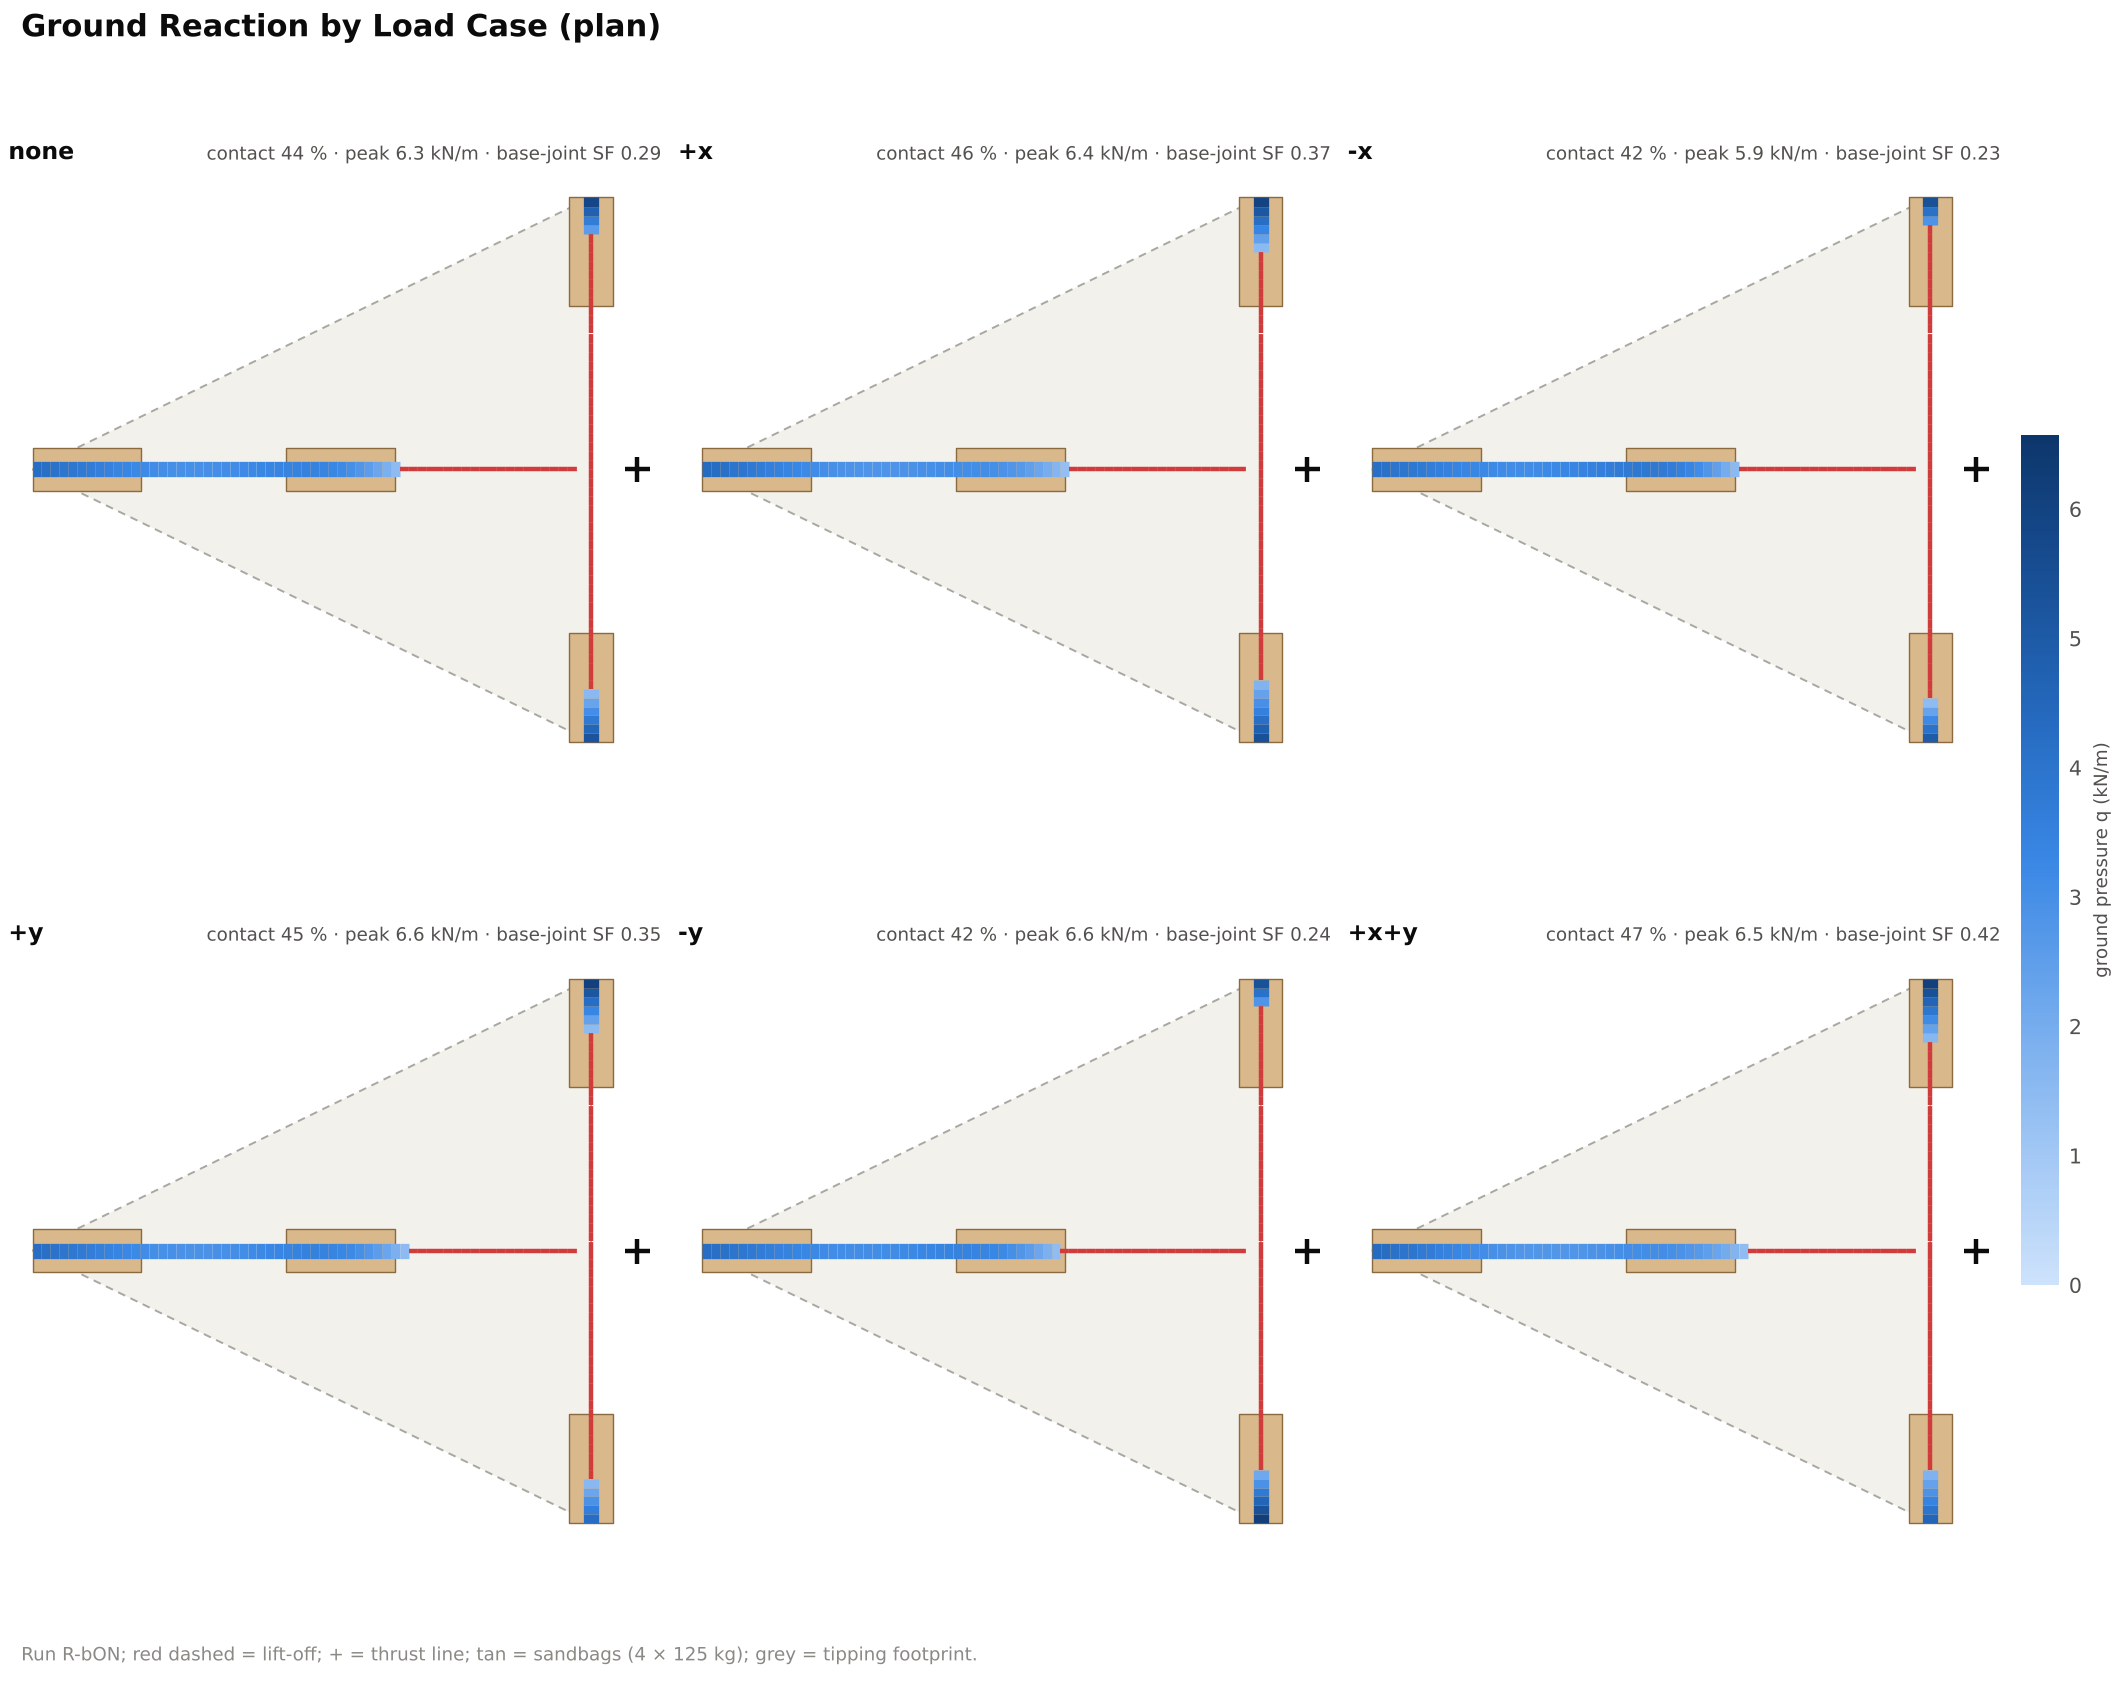 Ground Reaction by Load Case (plan)
none contact 44 % · peak 6.3 kN/m · base-joint SF 0.29
+x contact 46 % · peak 6.4 kN/m · base-joint SF 0.37
-x contact 42 % · peak 5.9 kN/m · base-joint SF 0.23
+y contact 45 % · peak 6.6 kN/m · base-joint SF 0.35
-y contact 42 % · peak 6.6 kN/m · base-joint SF 0.24
+x+y contact 47 % · peak 6.5 kN/m · base-joint SF 0.42
6
5
4
3
2
1
0
ground pressure q (kN/m)
Run R-bON; red dashed = lift-off; + = thrust line; tan = sandbags (4 × 125 kg); grey = tipping footprint.